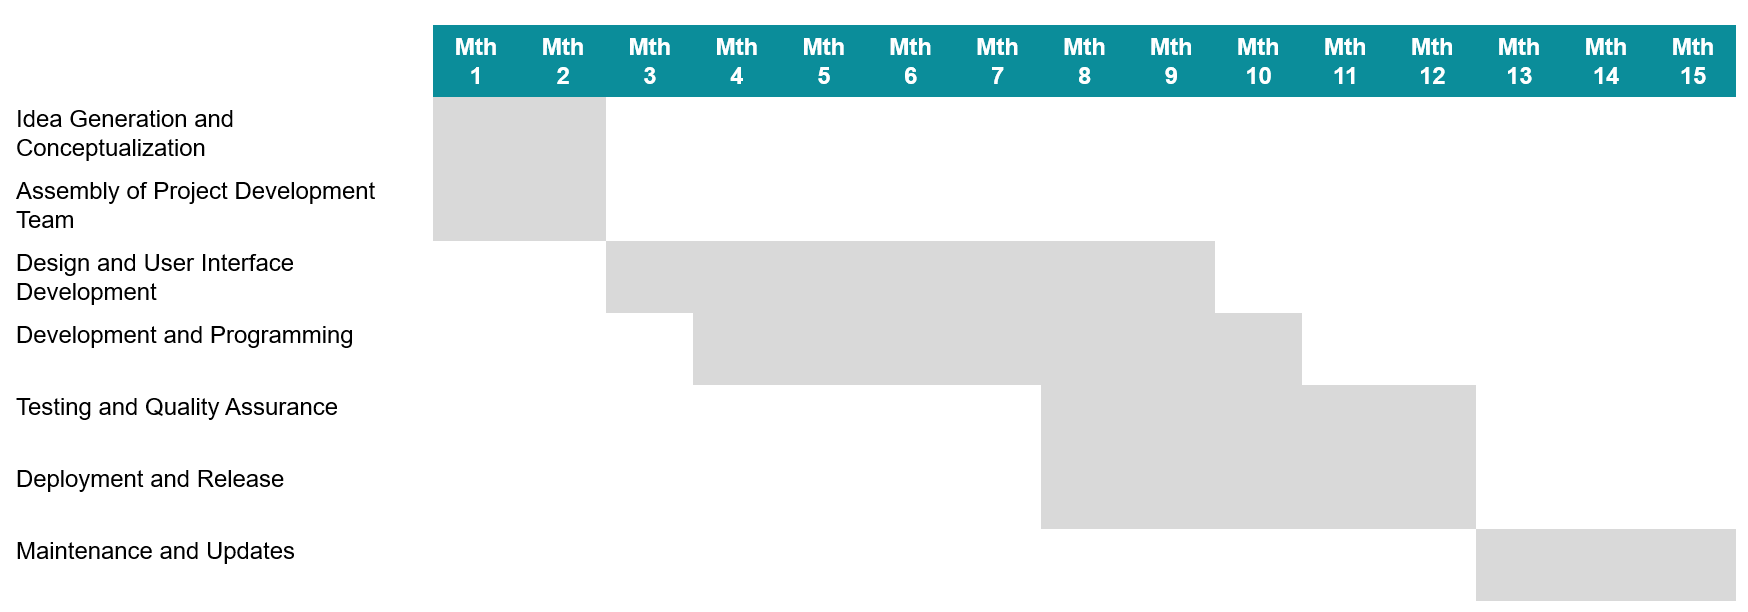 Mth Mth Mth Mth Mth Mth Mth Mth Mth Mth Mth Mth Mth Mth Mth
1 2 3 4 5 6 7 8 9 10 11 12 13 14 15
Idea Generation and
Conceptualization
Assembly of Project Development
Team
Design and User Interface
Development
Development and Programming
Testing and Quality Assurance
Deployment and Release
Maintenance and Updates